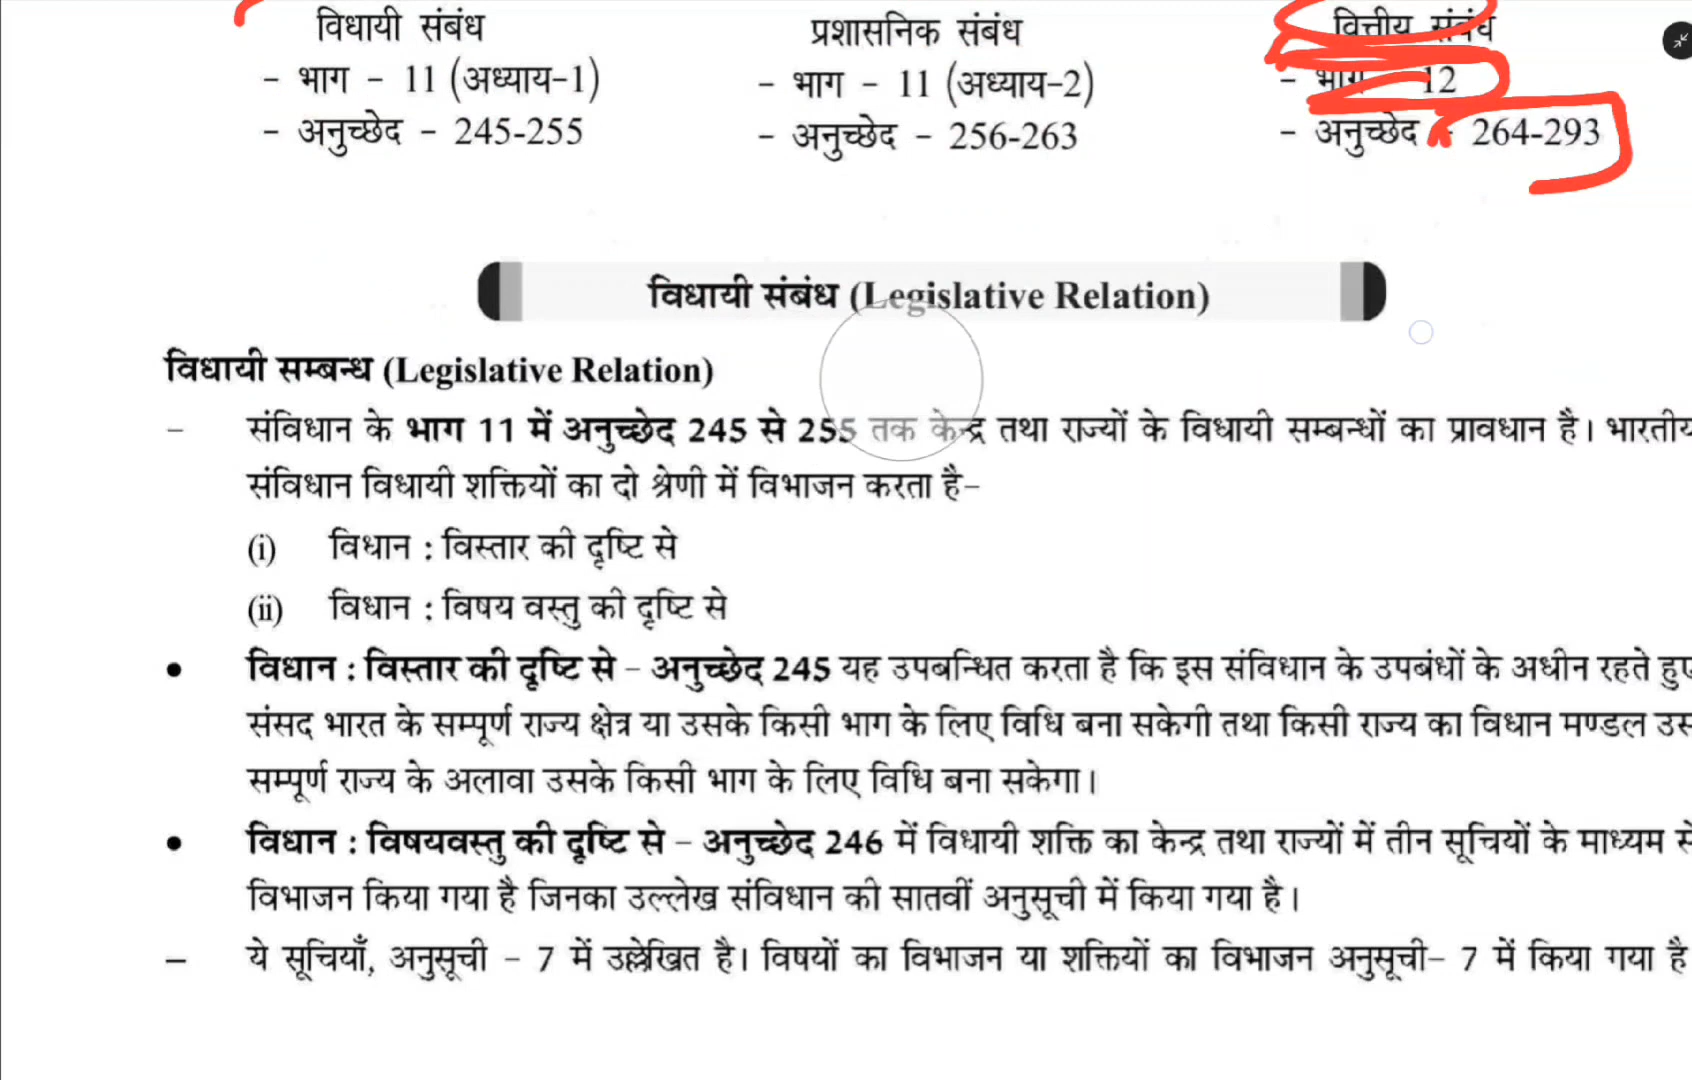 विधायी संबंध
प्रशासनिक संबंध
वित्तीय संबंध
- भाग - 11 (अध्याय-1)
- भाग - 11 (अध्याय-2)
- भाग - 12
- अनुच्छेद - 245-255
- अनुच्छेद - 256-263
- अनुच्छेद - 264-293
विधायी संबंध (Legislative Relation)
विधायी सम्बन्ध (Legislative Relation)
- संविधान के भाग 11 में अनुच्छेद 245 से 255 तक केन्द्र तथा राज्यों के विधायी सम्बन्धों का प्रावधान है। भारतीय
संविधान विधायी शक्तियों का दो श्रेणी में विभाजन करता है-
(i) विधान : विस्तार की दृष्टि से
(ii) विधान : विषय वस्तु की दृष्टि से
• विधान : विस्तार की दृष्टि से - अनुच्छेद 245 यह उपबन्धित करता है कि इस संविधान के उपबंधों के अधीन रहते हुए
संसद भारत के सम्पूर्ण राज्य क्षेत्र या उसके किसी भाग के लिए विधि बना सकेगी तथा किसी राज्य का विधान मण्डल
सम्पूर्ण राज्य के अलावा उसके किसी भाग के लिए विधि बना सकेगा।
• विधान : विषयवस्तु की दृष्टि से - अनुच्छेद 246 में विधायी शक्ति का केन्द्र तथा राज्यों में तीन सूचियों के माध्यम से
विभाजन किया गया है जिनका उल्लेख संविधान की सातवीं अनुसूची में किया गया है।
- ये सूचियाँ, अनुसूची - 7 में उल्लेखित है। विषयों का विभाजन या शक्तियों का विभाजन अनुसूची- 7 में किया गया है